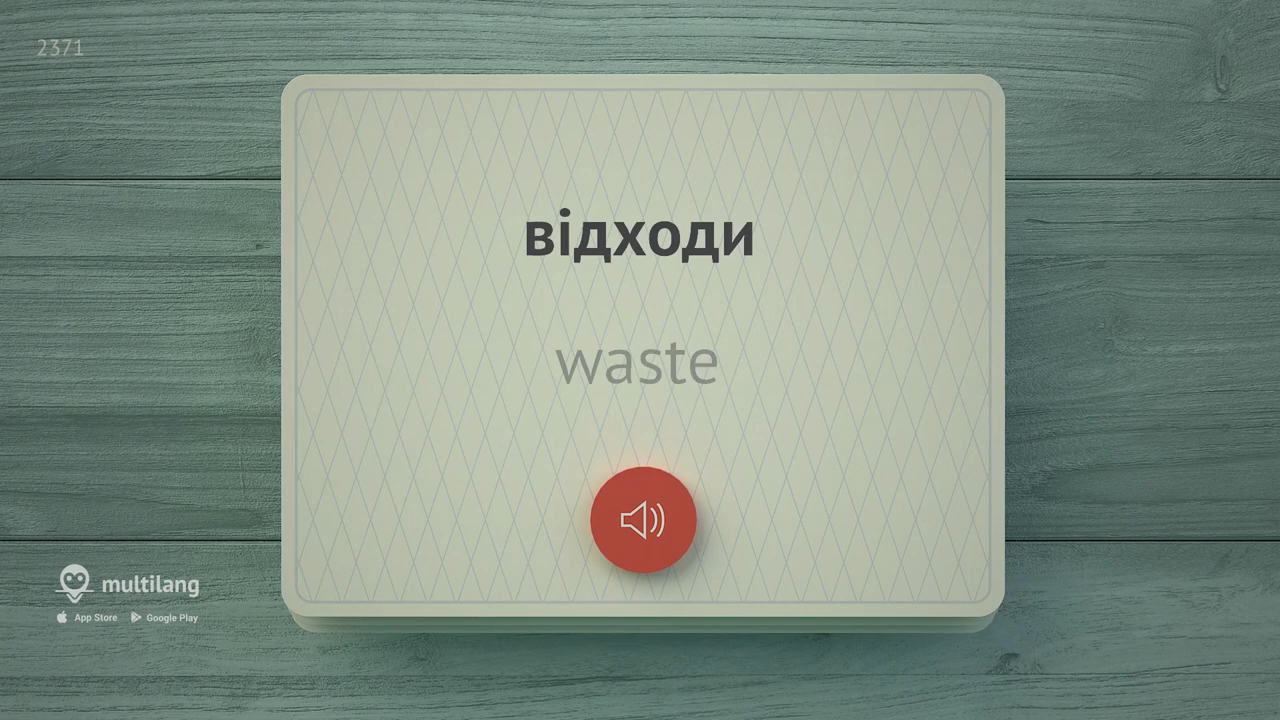 2371
відходи
waste
multilang
App Store
Google Play